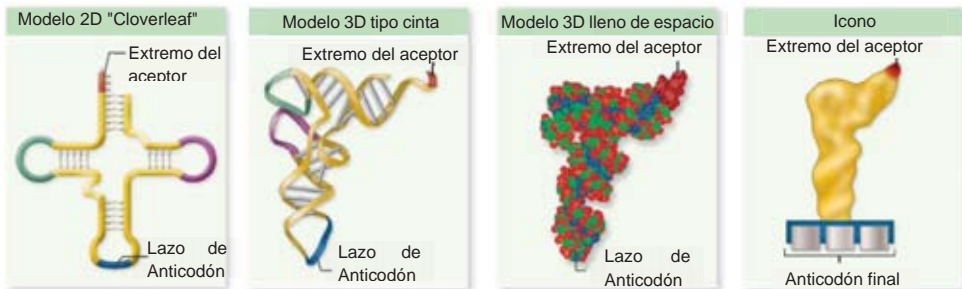 Modelo 2D "Cloverleaf"
Extremo del
aceptor
Lazo de
Anticodón
Modelo 3D tipo cinta
Extremo del aceptor
Lazo de
Anticodón
Modelo 3D lleno de espacio
Extremo del aceptor
Lazo de
Anticodón
Icono
Extremo del aceptor
Anticodón final